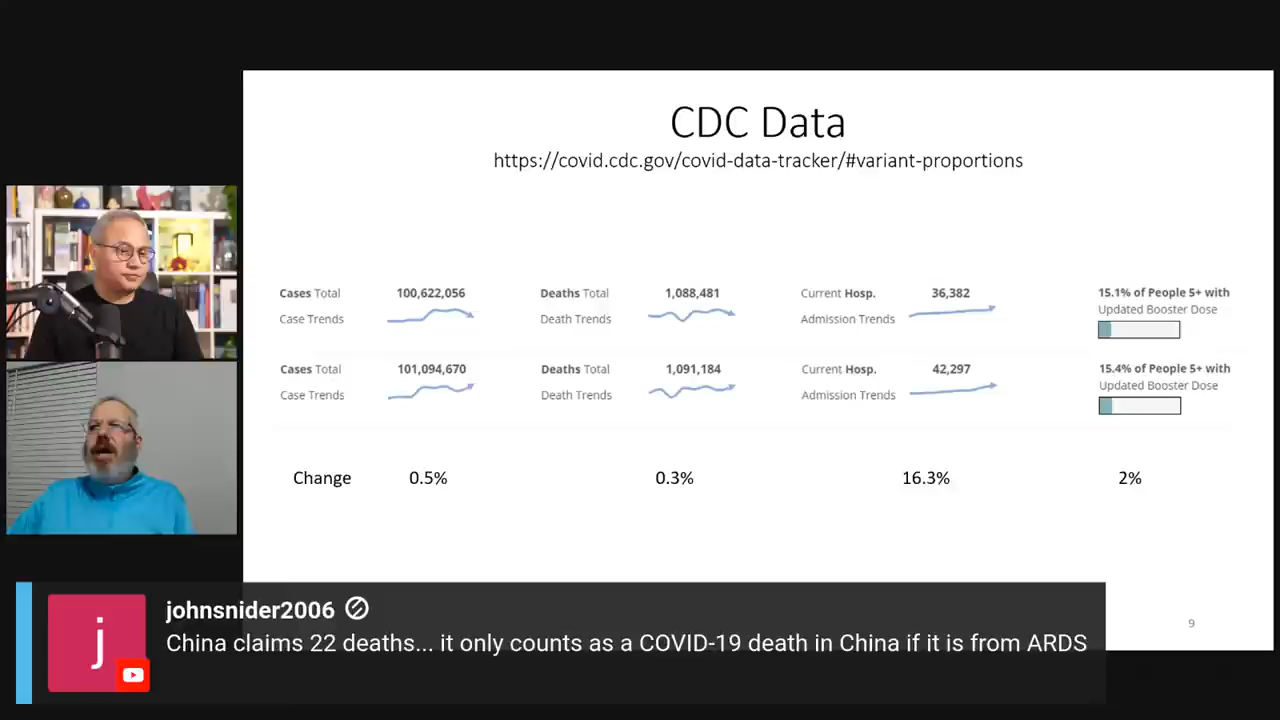 CDC Data
https://covid.cdc.gov/covid-data-tracker/#variant-proportions
Cases Total 100,622,056 Deaths Total 1,088,481 Current Hosp. 36,382 15.1% of People 5+ with
Case Trends Death Trends Admission Trends Updated Booster Dose
Cases Total 101,094,670 Deaths Total 1,091,184 Current Hosp. 42,297 15.4% of People 5+ with
Case Trends Death Trends Admission Trends Updated Booster Dose
Change 0.5% 0.3% 16.3% 2%
9
j
johnsnider2006
China claims 22 deaths... it only counts as a COVID-19 death in China if it is from ARDS